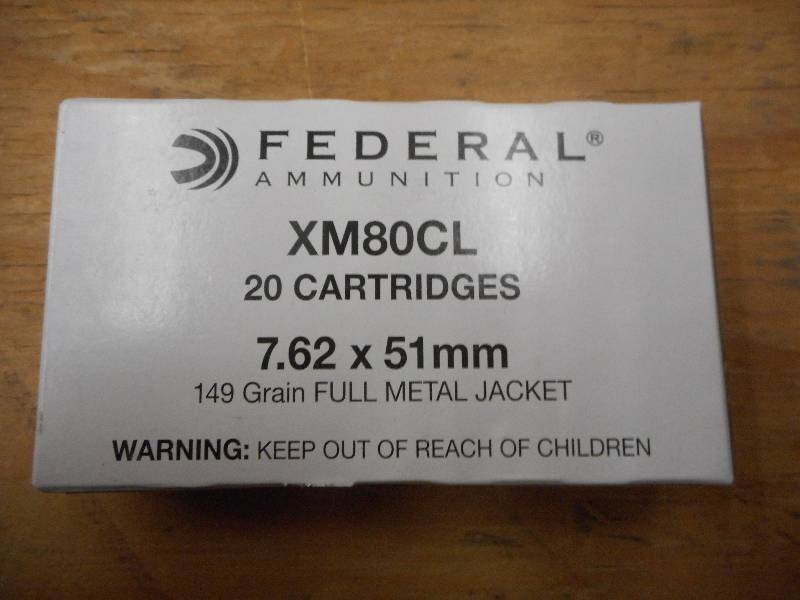 FEDERAL®
AMMUNITION
XM80CL
20 CARTRIDGES
7.62 x 51mm
149 Grain FULL METAL JACKET
WARNING: KEEP OUT OF REACH OF CHILDREN